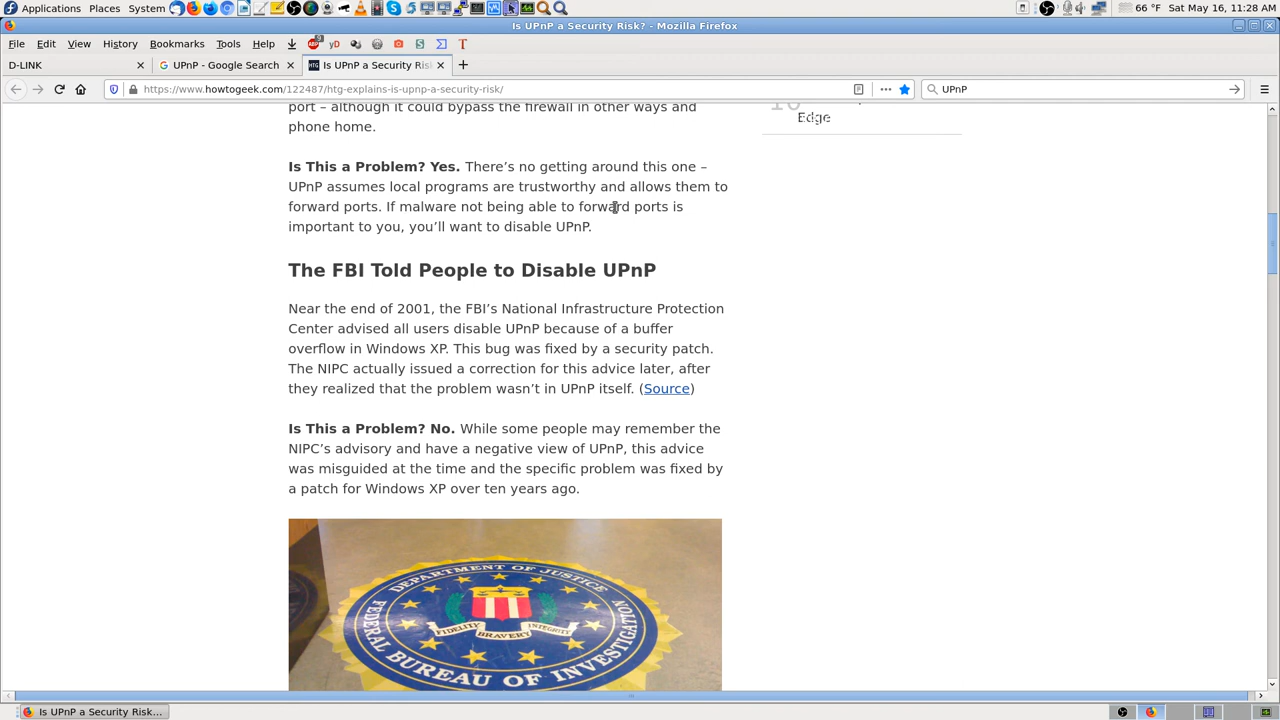 Applications Places System 66 °F Sat May 16, 11:28 AM
Is UPnP a Security Risk? - Mozilla Firefox
File Edit View History Bookmarks Tools Help
D-LINK UPnP - Google Search Is UPnP a Security Ris
https://www.howtogeek.com/122487/htg-explains-is-upnp-a-security-risk/ UPnP
port – although it could bypass the firewall in other ways and
phone home.
Edge
Is This a Problem? Yes. There’s no getting around this one –
UPnP assumes local programs are trustworthy and allows them to
forward ports. If malware not being able to forward ports is
important to you, you’ll want to disable UPnP.
The FBI Told People to Disable UPnP
Near the end of 2001, the FBI’s National Infrastructure Protection
Center advised all users disable UPnP because of a buffer
overflow in Windows XP. This bug was fixed by a security patch.
The NIPC actually issued a correction for this advice later, after
they realized that the problem wasn’t in UPnP itself. (Source)
Is This a Problem? No. While some people may remember the
NIPC’s advisory and have a negative view of UPnP, this advice
was misguided at the time and the specific problem was fixed by
a patch for Windows XP over ten years ago.
DEPARTMENT OF JUSTICE
FIDELITY BRAVERY INTEGRITY
FEDERAL BUREAU OF INVESTIGATION
Is UPnP a Security Risk...